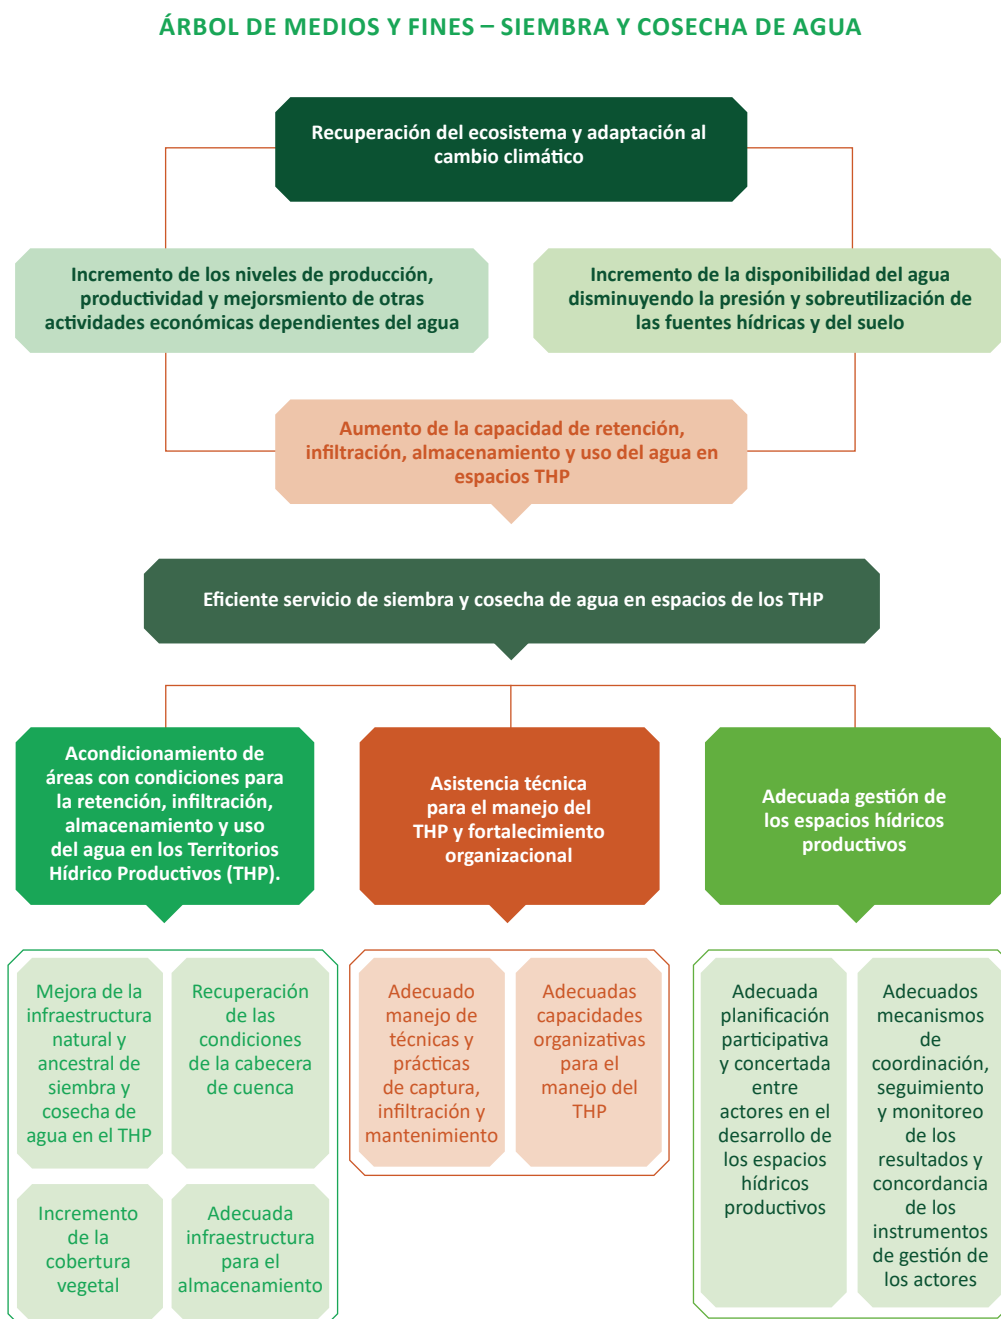 ÁRBOL DE MEDIOS Y FINES – SIEMBRA Y COSECHA DE AGUA
Recuperación del ecosistema y adaptación al
cambio climático
Incremento de los niveles de producción,
productividad y mejorsmiento de otras
actividades económicas dependientes del agua
Incremento de la disponibilidad del agua
disminuyendo la presión y sobreutilización de
las fuentes hídricas y del suelo
Aumento de la capacidad de retención,
infiltración, almacenamiento y uso del agua en
espacios THP
Eficiente servicio de siembra y cosecha de agua en espacios de los THP
Acondicionamiento de
áreas con condiciones para
la retención, infiltración,
almacenamiento y uso
del agua en los Territorios
Hídrico Productivos (THP).
Asistencia técnica
para el manejo del
THP y fortalecimiento
organizacional
Adecuada gestión de
los espacios hídricos
productivos
Mejora de la
infraestructura
natural y
ancestral de
siembra y
cosecha de
agua en el THP
Recuperación
de las
condiciones
de la cabecera
de cuenca
Incremento
de la
cobertura
vegetal
Adecuada
infraestructura
para el
almacenamiento
Adecuado
manejo de
técnicas y
prácticas
de captura,
infiltración y
mantenimiento
Adecuadas
capacidades
organizativas
para el
manejo del
THP
Adecuada
planificación
participativa
y concertada
entre
actores en el
desarrollo de
los espacios
hídricos
productivos
Adecuados
mecanismos
de
coordinación,
seguimiento
y monitoreo
de los
resultados y
concordancia
de los
instrumentos
de gestión de
los actores